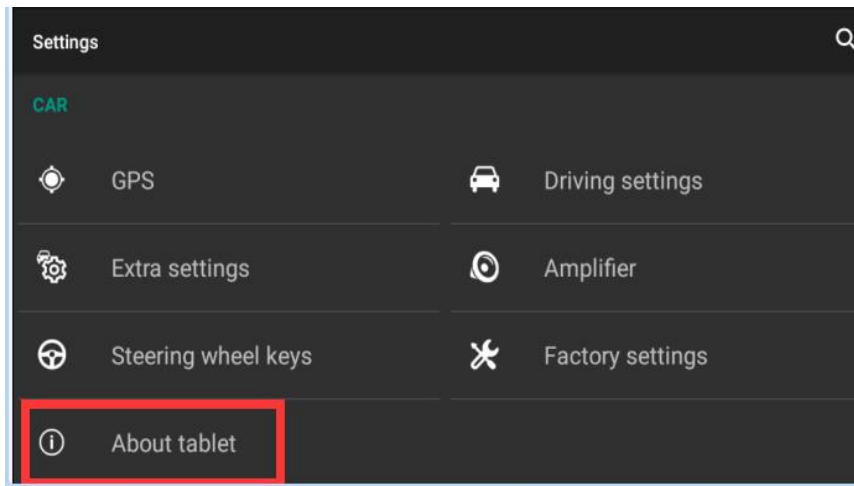 Settings
CAR
GPS
Driving settings
Extra settings
Amplifier
Steering wheel keys
Factory settings
About tablet